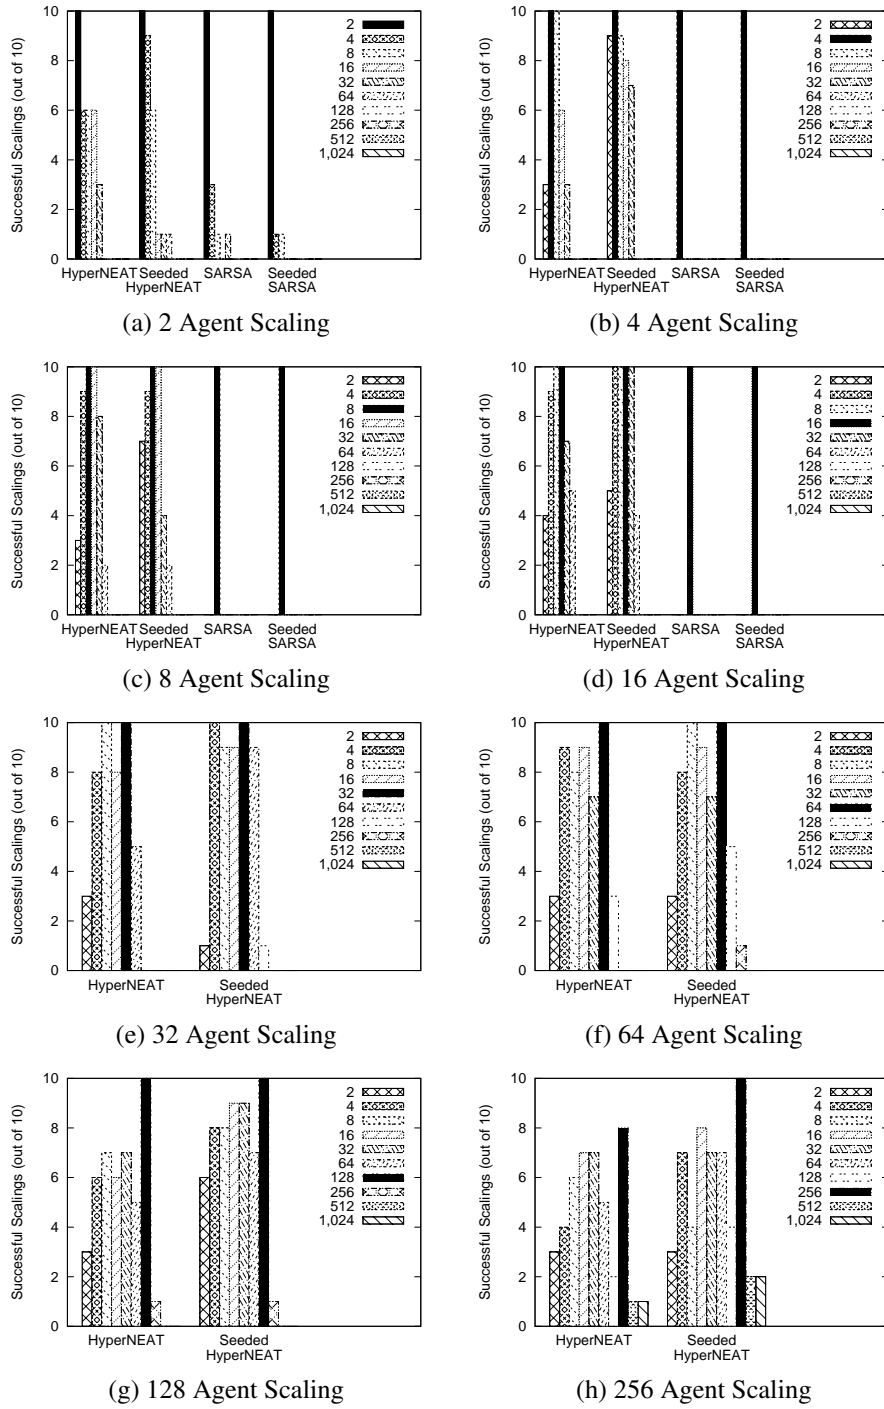 Successful Scalings (out of 10)
10
8
6
4
2
0
2
4
8
16
32
64
128
256
512
1,024
HyperNEAT
Seeded
HyperNEAT
SARSA
Seeded
SARSA
(a) 2 Agent Scaling
Successful Scalings (out of 10)
10
8
6
4
2
0
2
4
8
16
32
64
128
256
512
1,024
HyperNEAT
Seeded
HyperNEAT
SARSA
Seeded
SARSA
(b) 4 Agent Scaling
Successful Scalings (out of 10)
10
8
6
4
2
0
2
4
8
16
32
64
128
256
512
1,024
HyperNEAT
Seeded
HyperNEAT
SARSA
Seeded
SARSA
(c) 8 Agent Scaling
Successful Scalings (out of 10)
10
8
6
4
2
0
2
4
8
16
32
64
128
256
512
1,024
HyperNEAT
Seeded
HyperNEAT
SARSA
Seeded
SARSA
(d) 16 Agent Scaling
Successful Scalings (out of 10)
10
8
6
4
2
0
2
4
8
16
32
64
128
256
512
1,024
HyperNEAT
Seeded
HyperNEAT
(e) 32 Agent Scaling
Successful Scalings (out of 10)
10
8
6
4
2
0
2
4
8
16
32
64
128
256
512
1,024
HyperNEAT
Seeded
HyperNEAT
(f) 64 Agent Scaling
Successful Scalings (out of 10)
10
8
6
4
2
0
2
4
8
16
32
64
128
256
512
1,024
HyperNEAT
Seeded
HyperNEAT
(g) 128 Agent Scaling
Successful Scalings (out of 10)
10
8
6
4
2
0
2
4
8
16
32
64
128
256
512
1,024
HyperNEAT
Seeded
HyperNEAT
(h) 256 Agent Scaling